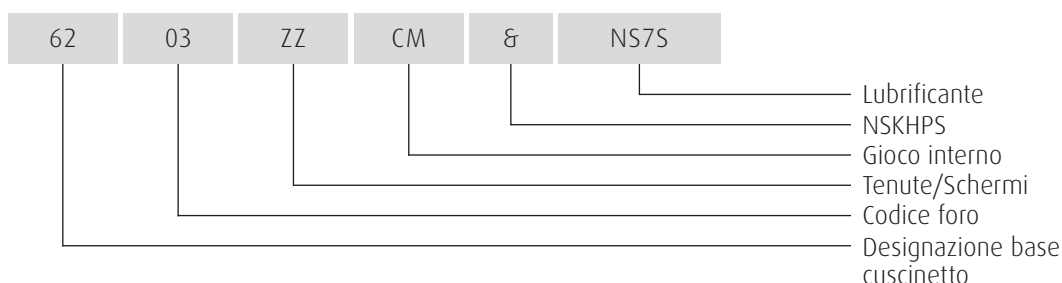 62 03 ZZ CM & NS7S
Lubrificante
NSKHPS
Gioco interno
Tenute/Schermi
Codice foro
Designazione base
cuscinetto